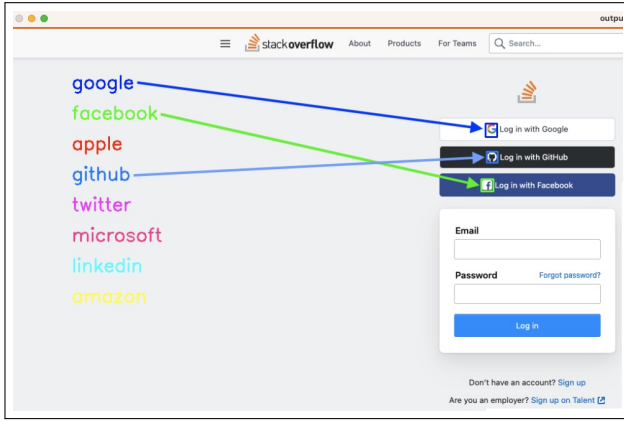 outpu
stackoverflow About Products For Teams Search...
google
facebook
apple
github
twitter
microsoft
linkedin
amazon
Log in with Google
Log in with GitHub
Log in with Facebook
Email
Password Forgot password?
Log in
Don't have an account? Sign up
Are you an employer? Sign up on Talent